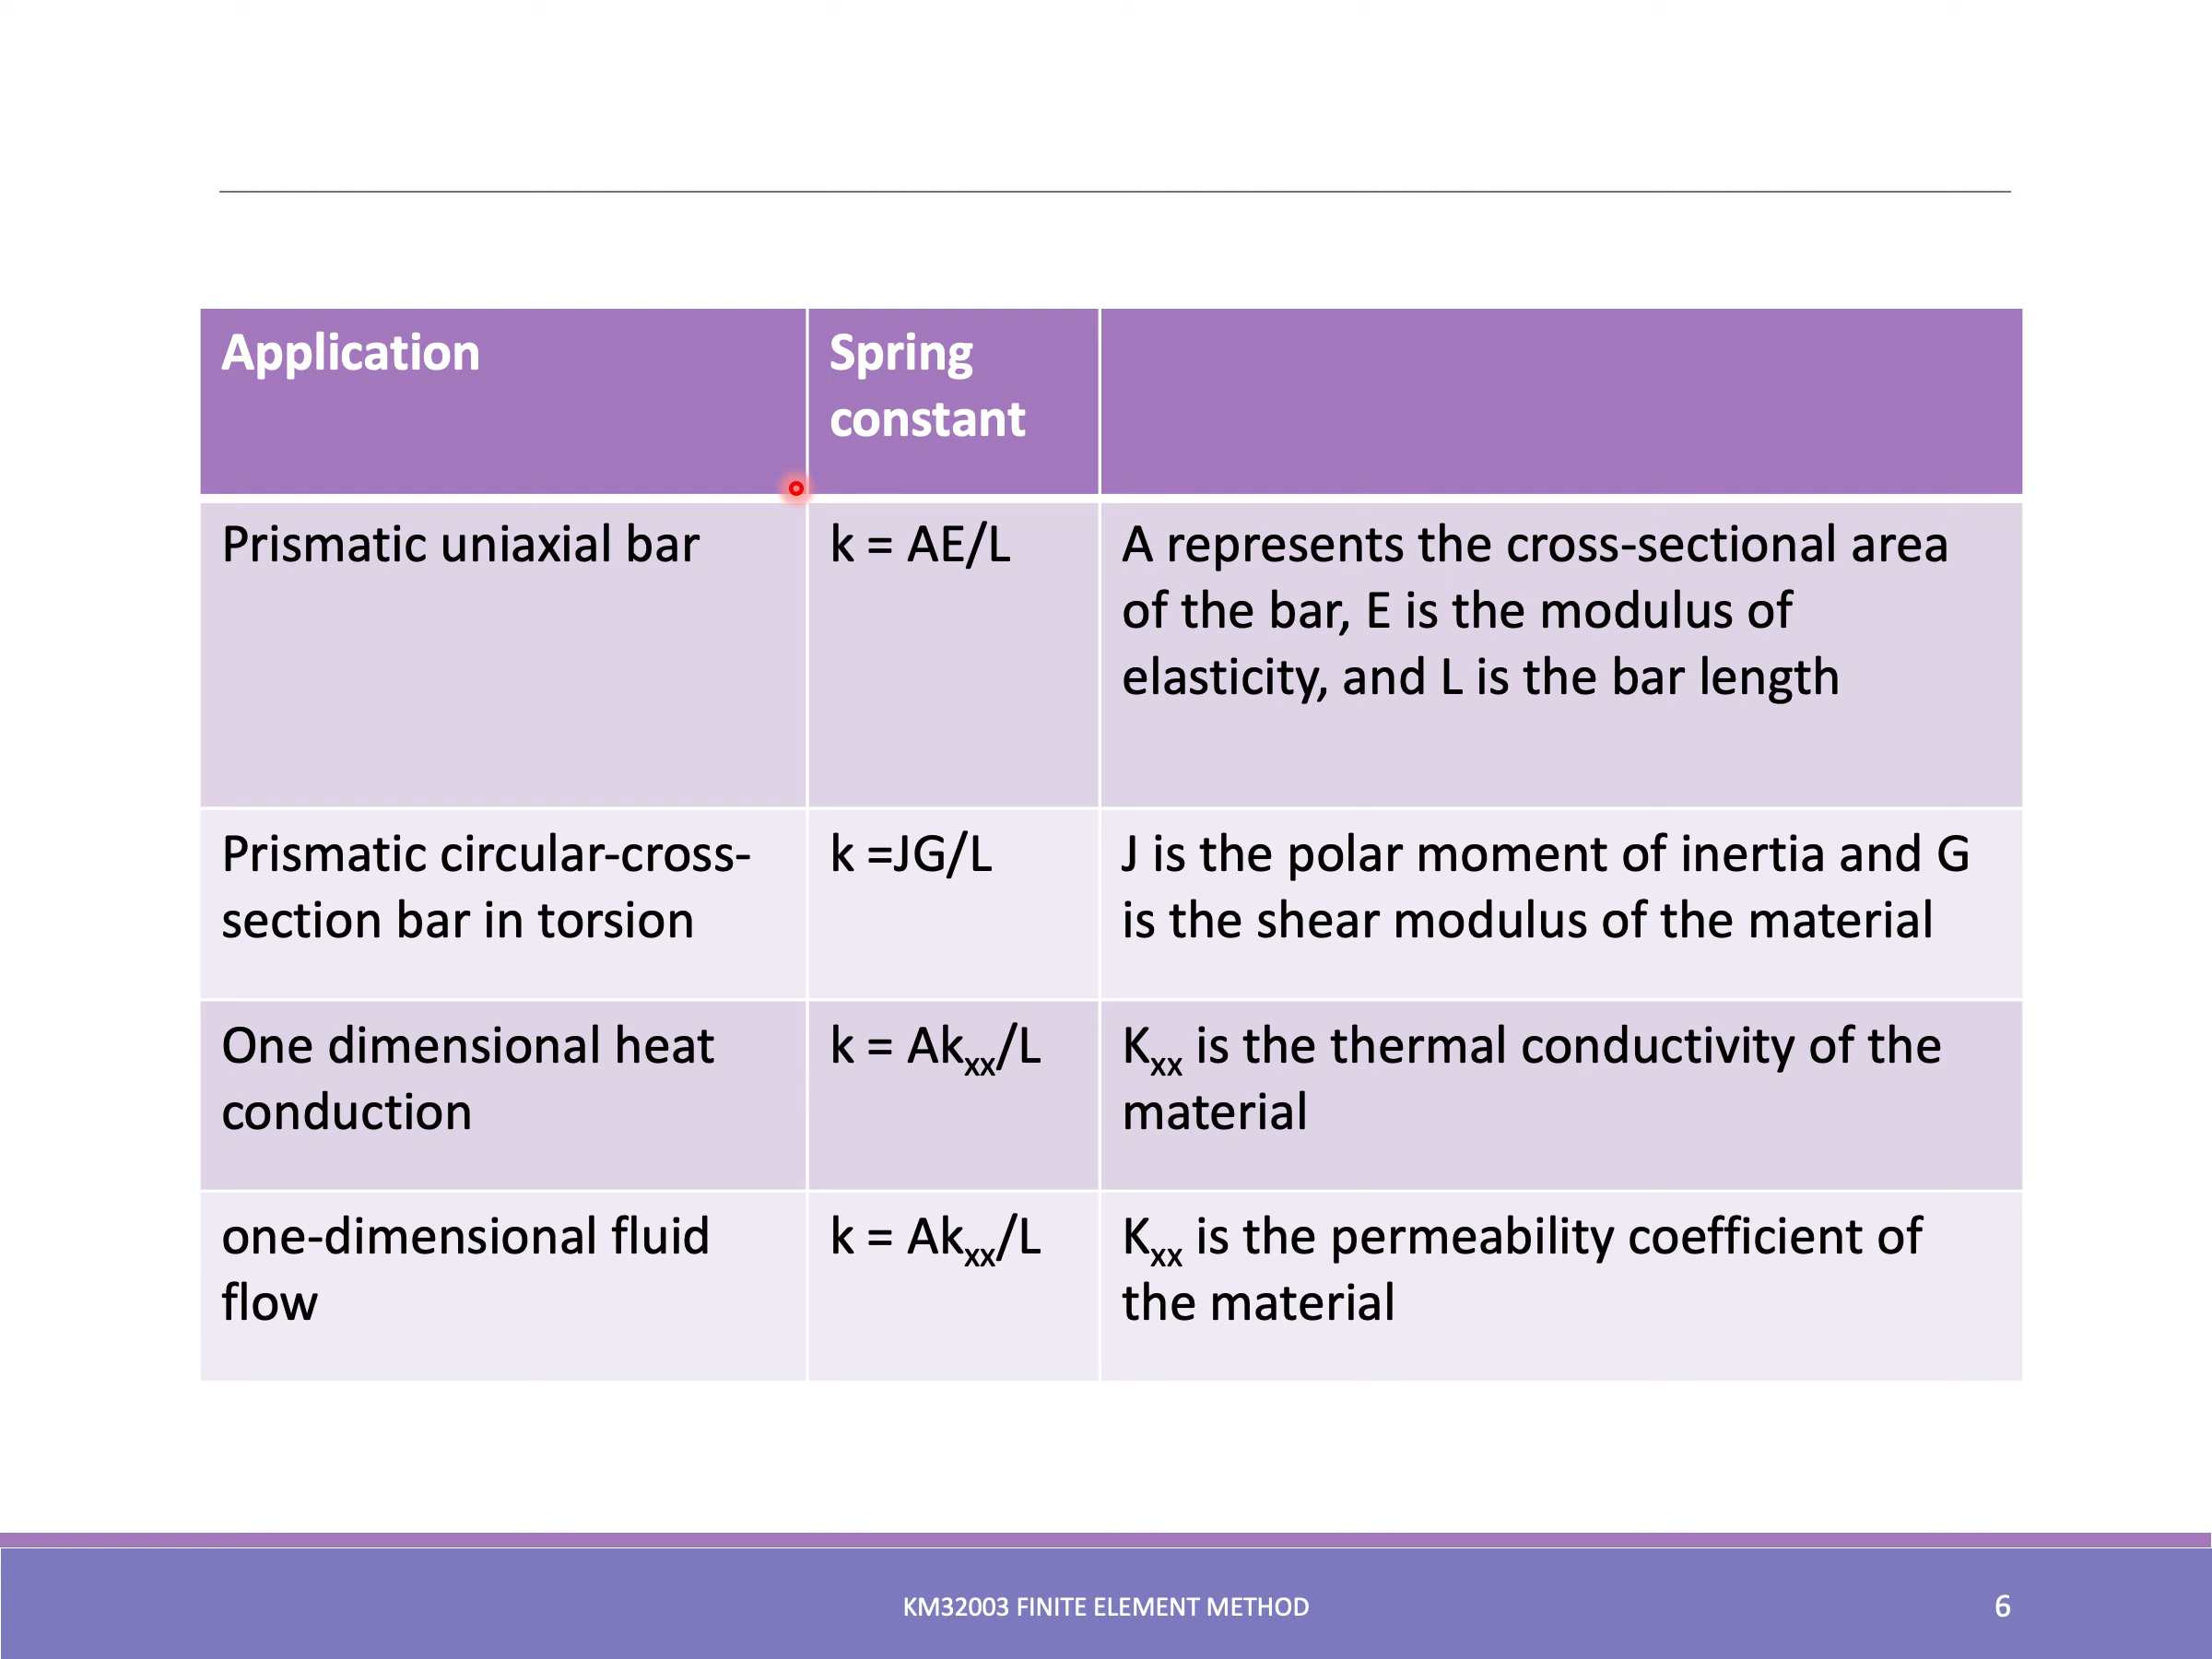 Application
Spring
constant
Prismatic uniaxial bar
k = AE/L
A represents the cross-sectional area
of the bar, E is the modulus of
elasticity, and L is the bar length
Prismatic circular-cross-
section bar in torsion
k =JG/L
J is the polar moment of inertia and G
is the shear modulus of the material
One dimensional heat
conduction
k = Akxx/L
Kxx is the thermal conductivity of the
material
one-dimensional fluid
flow
k = Akxx/L
Kxx is the permeability coefficient of
the material
KM32003 FINITE ELEMENT METHOD
6